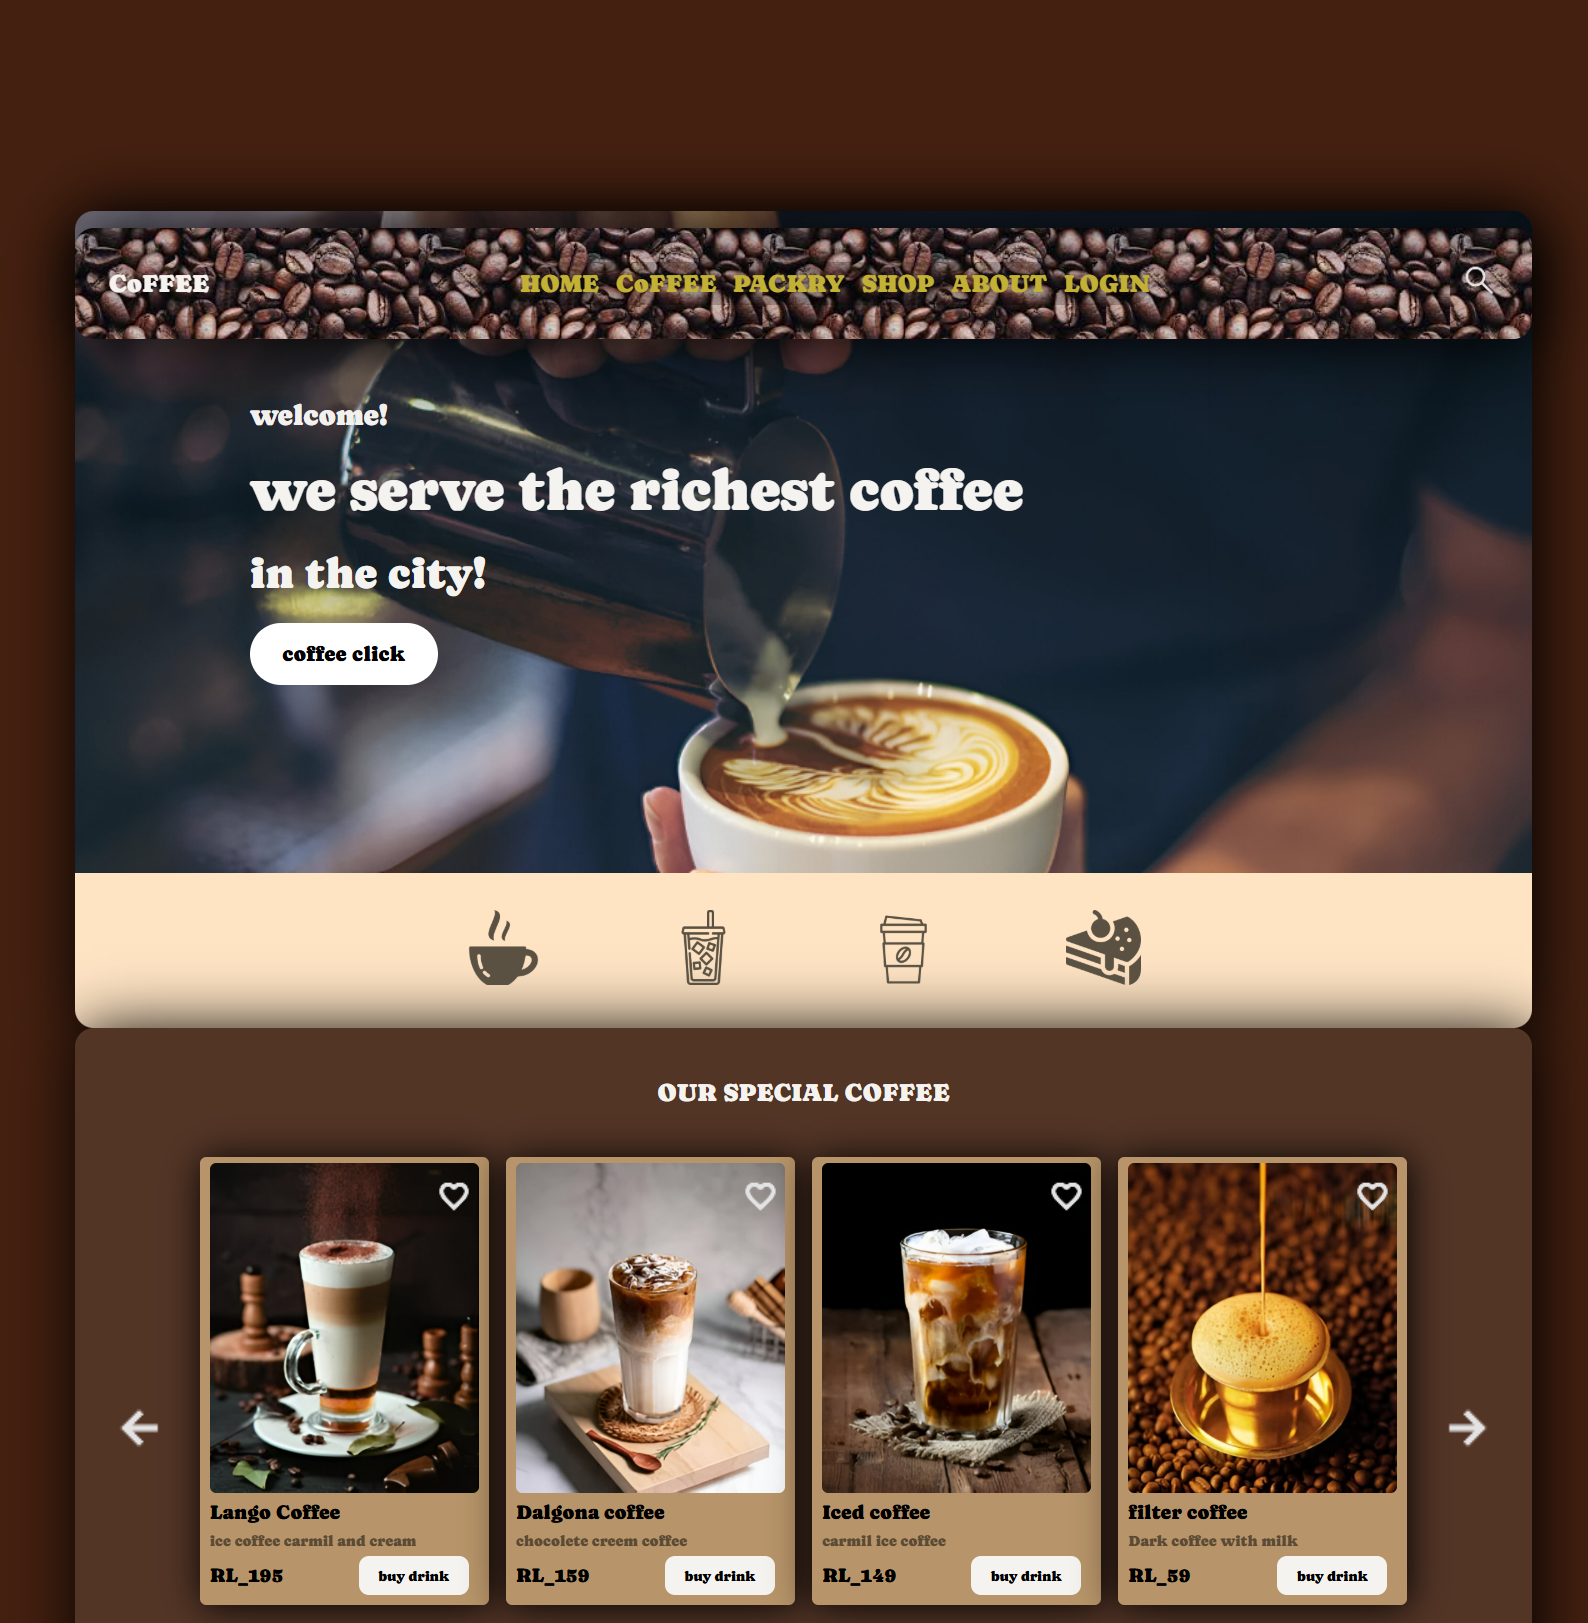 CoFFEE
HOME CoFFEE PACKRY SHOP ABOUT LOGIN
welcome!
we serve the richest coffee
in the city!
coffee click
OUR SPECIAL COFFEE
Lango Coffee
ice coffee carmil and cream
RL_195 buy drink
Dalgona coffee
chocolete creem coffee
RL_159 buy drink
Iced coffee
carmil ice coffee
RL_149 buy drink
filter coffee
Dark coffee with milk
RL_59 buy drink